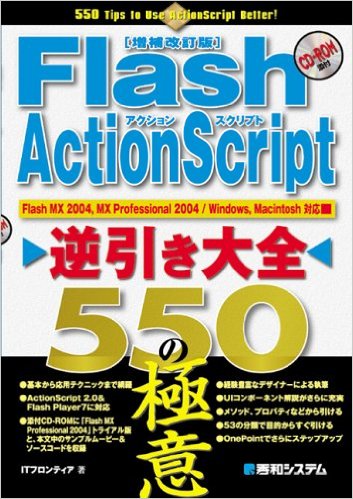 550 Tips to Use ActionScript Better!
[増補改訂版]
CD-ROM
添付
Flash
アクション スクリプト
ActionScript
Flash MX 2004, MX Professional 2004 / Windows, Macintosh 対応
逆引き大全
550
の
極意
●基本から応用テクニックまで網羅
●ActionScript 2.0&
Flash Player7に対応
●添付CD-ROMに「Flash MX
Professional 2004」トライアル版
と、本文中のサンプルムービー&
ソースコードを収録
●経験豊富なデザイナーによる執筆
●UIコンポーネント解説がさらに充実
●メソッド、プロパティなどから引ける
●53の分類で目的からすぐ引ける
●OnePointでさらにステップアップ
ITフロンティア 著
秀和システム